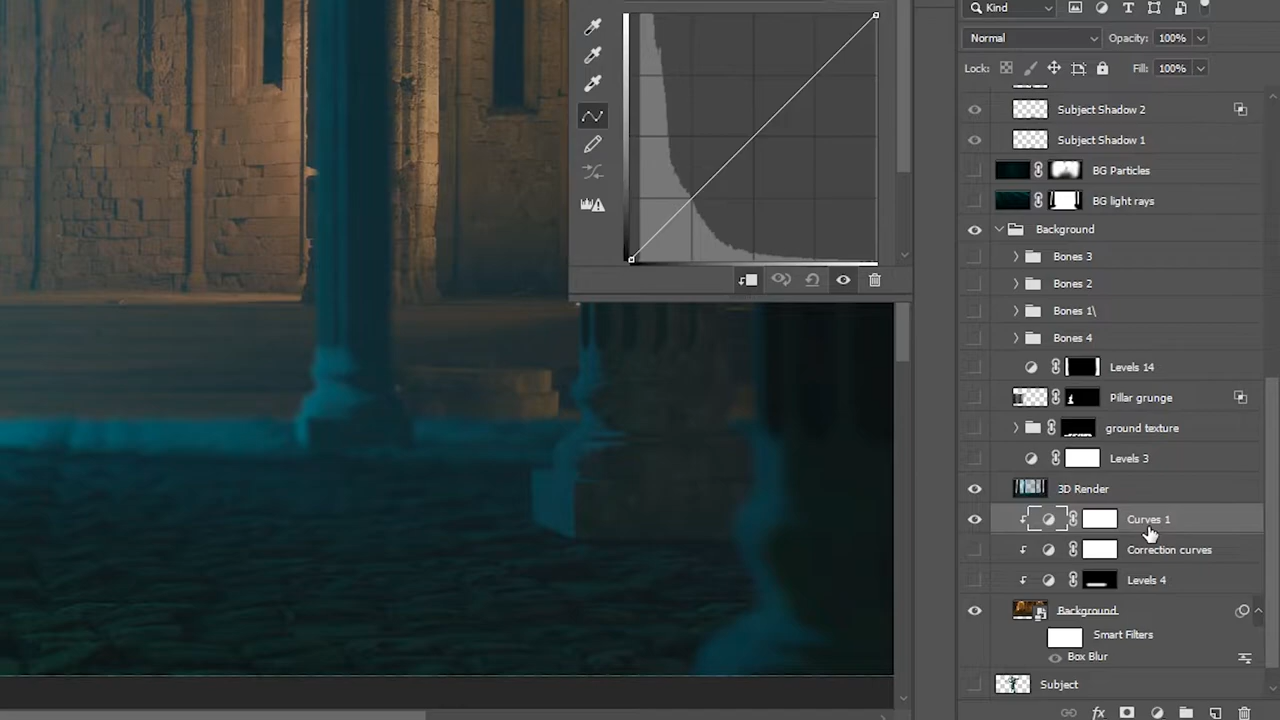 Kind
Normal Opacity: 100%
Lock: Fill: 100%
Subject Shadow 2
Subject Shadow 1
BG Particles
BG light rays
Background
Bones 3
Bones 2
Bones 1\
Bones 4
Levels 14
Pillar grunge
ground texture
Levels 3
3D Render
Curves 1
Correction curves
Levels 4
Background
Smart Filters
Box Blur
Subject
fx